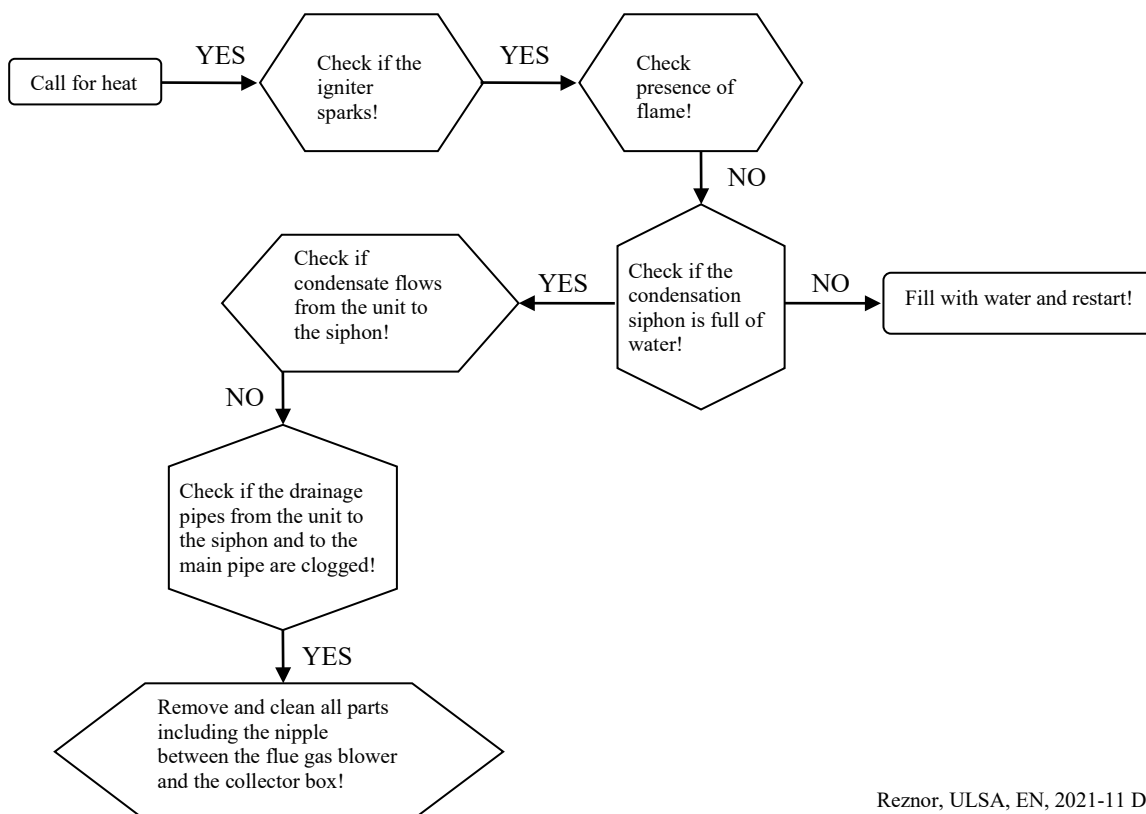 Call for heat
YES
Check if the
igniter
sparks!
YES
Check
presence of
flame!
NO
Check if the
condensation
siphon is full of
water!
NO
Fill with water and restart!
YES
Check if
condensate flows
from the unit to
the siphon!
NO
Check if the drainage
pipes from the unit to
the siphon and to the
main pipe are clogged!
YES
Remove and clean all parts
including the nipple
between the flue gas blower
and the collector box!
Reznor, ULSA, EN, 2021-11 D